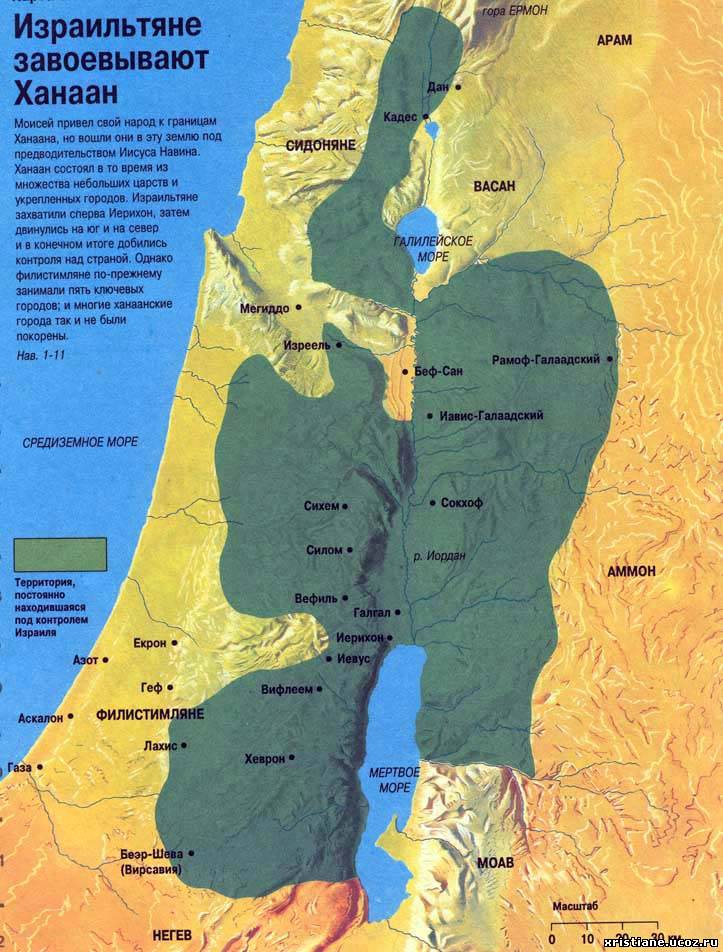 Израильтяне
завоевывают
Ханаан
Моисей привел свой народ к границам
Ханаана, но вошли они в эту землю под
предводительством Иисуса Навина.
Ханаан состоял в то время из
множества небольших царств и
укрепленных городов. Израильтяне
захватили сперва Иерихон, затем
двинулись на юг и на север
и в конечном итоге добились
контроля над страной. Однако
филистимляне по-прежнему
занимали пять ключевых
городов; и многие ханаанские
города так и не были
покорены.
Нав. 1-11
гора ЕРМОН
АРАМ
Дан
Кадес
СИДОНЯНЕ
ВАСАН
ГАЛИЛЕЙСКОЕ
МОРЕ
Мегиддо
Изреель
Беф-Сан
Рамоф-Галаадский
Иавис-Галаадский
СРЕДИЗЕМНОЕ МОРЕ
Сихем
Сокхоф
Силом
р. Иордан
АММОН
Территория,
постоянно
находившаяся
под контролем
Израиля
Вефиль
Галгал
Иерихон
Екрон
Иевус
Азот
Геф
Вифлеем
Аскалон
ФИЛИСТИМЛЯНЕ
Лахис
Хеврон
Газа
МЕРТВОЕ
МОРЕ
Беэр-Шева
(Вирсавия)
МОАВ
НЕГЕВ
Масштаб
0 10 20 30 км
xristiane.ucoz.ru